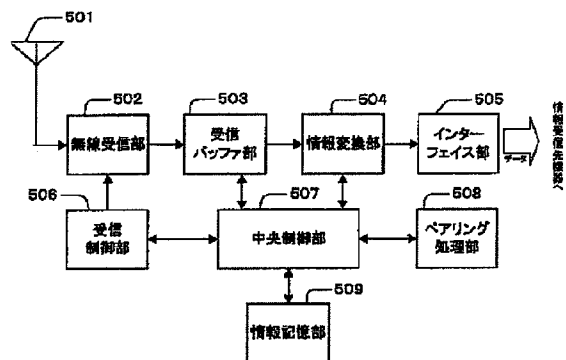 501
502
503
504
505
無線受信部
受信
バッファ部
情報変換部
インター
フェイス部
データ
情報受信先機器へ
506
507
508
受信
制御部
中央制御部
ペアリング
処理部
509
情報記憶部